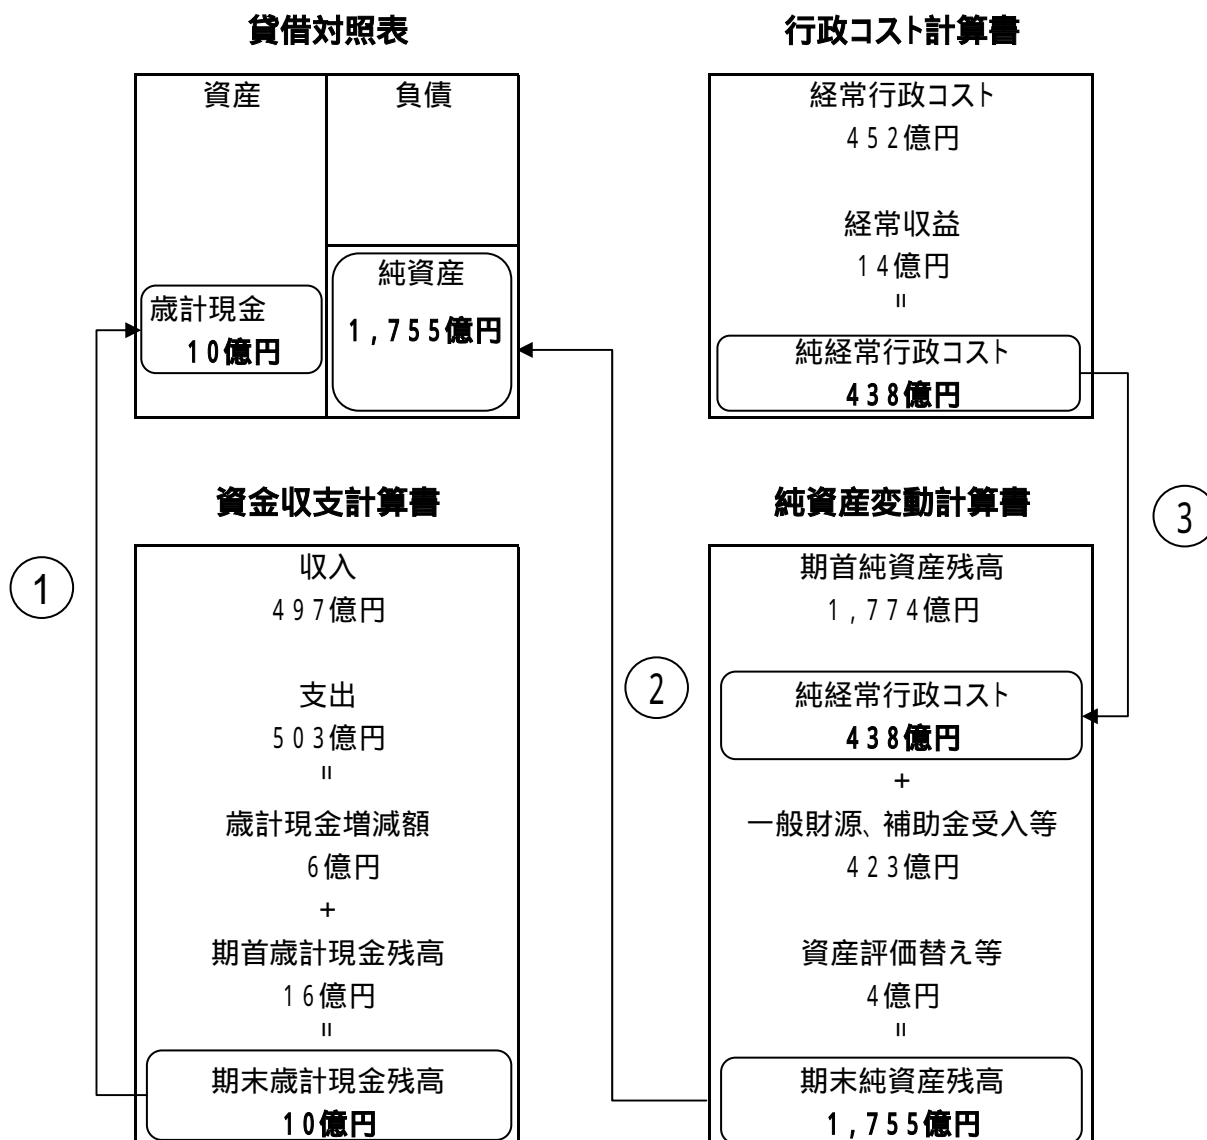 貸借対照表
資産
負債
純資産
1,755億円
歳計現金
10億円
行政コスト計算書
経常行政コスト
452億円
経常収益
14億円
=
純経常行政コスト
438億円
資金収支計算書
収入
497億円
支出
503億円
=
歳計現金増減額
6億円
+
期首歳計現金残高
16億円
=
期末歳計現金残高
10億円
純資産変動計算書
期首純資産残高
1,774億円
純経常行政コスト
438億円
+
一般財源、補助金受入等
423億円
資産評価替え等
4億円
=
期末純資産残高
1,755億円
1
2
3